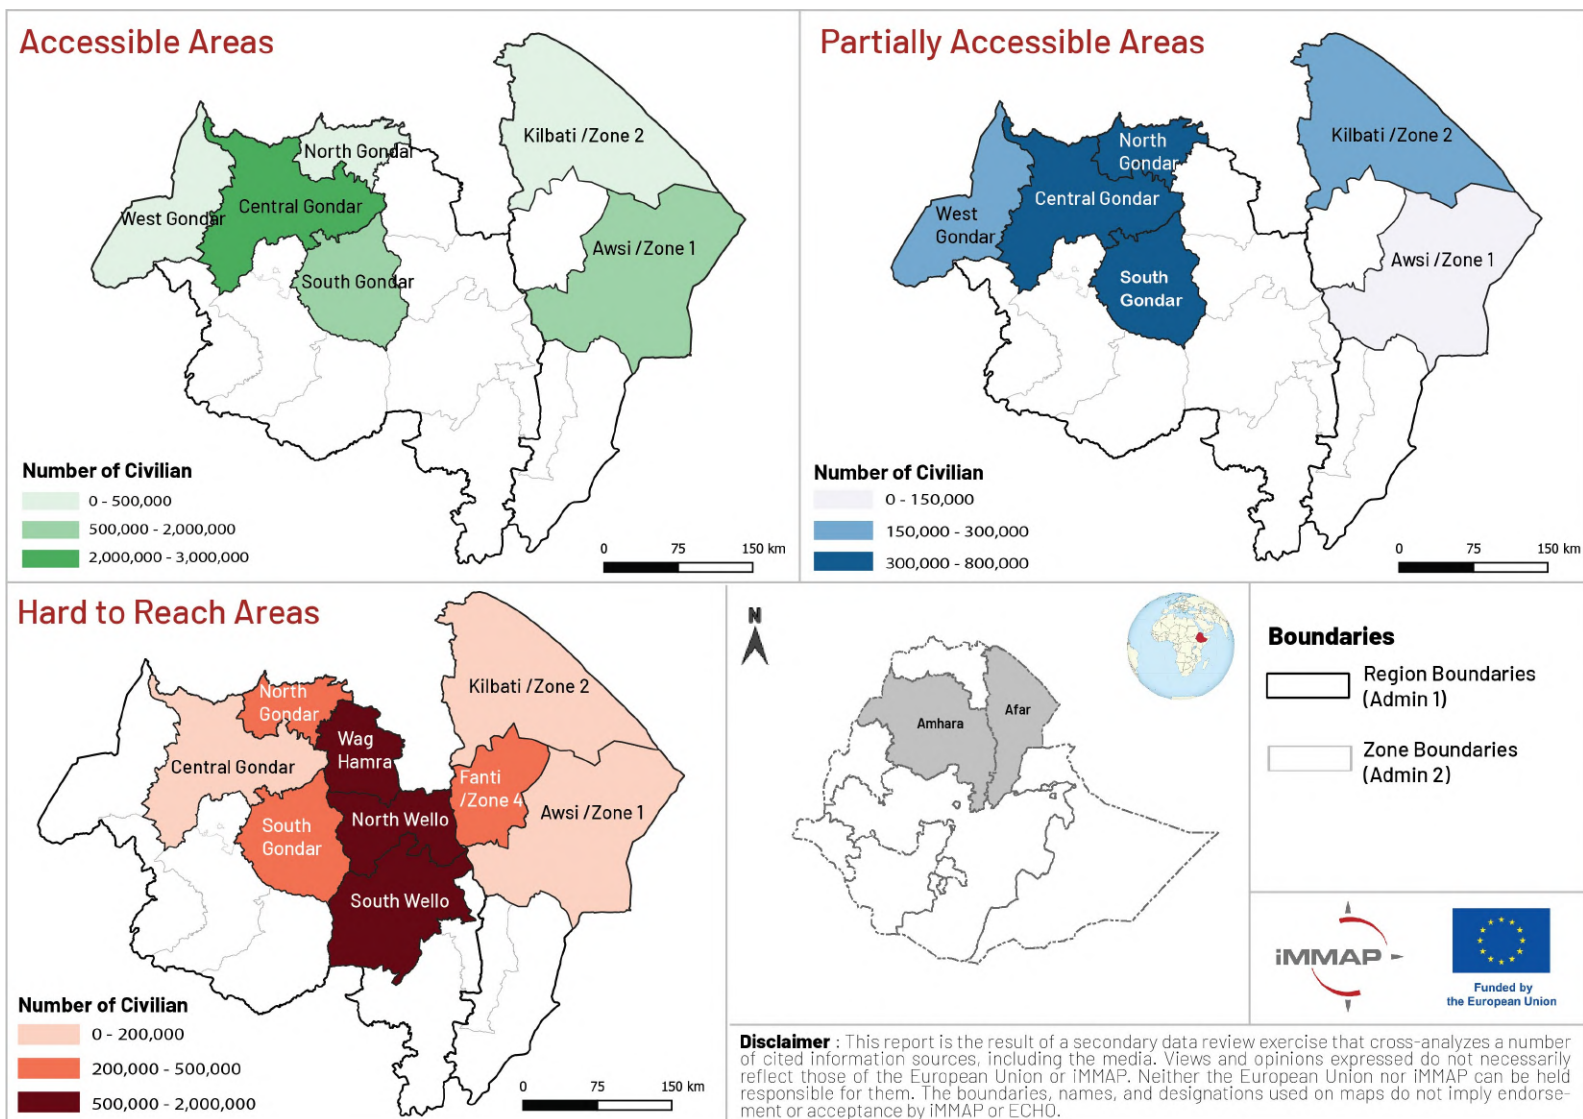 Accessible Areas
Kilbati /Zone 2
North Gondar
West Gondar
Central Gondar
Awsi /Zone 1
South Gondar
Number of Civilian
0 - 500,000
500,000 - 2,000,000
2,000,000 - 3,000,000
0 75 150 km
Partially Accessible Areas
Kilbati /Zone 2
North
Gondar
Central Gondar
West
Gondar
Awsi /Zone 1
South
Gondar
Number of Civilian
0 - 150,000
150,000 - 300,000
300,000 - 800,000
0 75 150 km
Hard to Reach Areas
Kilbati /Zone 2
North
Gondar
Wag
Hamra
Central Gondar
Fanti
/Zone 4
Awsi /Zone 1
North Wello
South
Gondar
South Wello
Number of Civilian
0 - 200,000
200,000 - 500,000
500,000 - 2,000,000
0 75 150 km
N
Amhara
Afar
Boundaries
Region Boundaries
(Admin 1)
Zone Boundaries
(Admin 2)
iMMAP
Funded by
the European Union
Disclaimer : This report is the result of a secondary data review exercise that cross-analyzes a number
of cited information sources, including the media. Views and opinions expressed do not necessarily
reflect those of the European Union or iMMAP. Neither the European Union nor iMMAP can be held
responsible for them. The boundaries, names, and designations used on maps do not imply endorse-
ment or acceptance by iMMAP or ECHO.